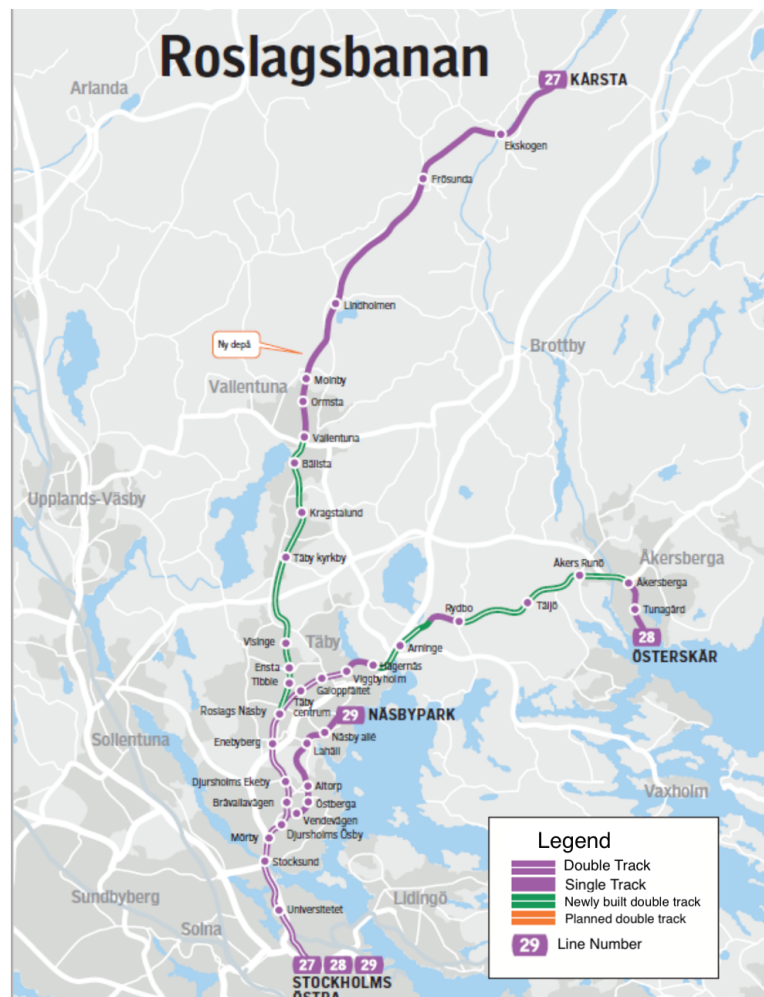 Roslagsbanan
27 KÅRSTA
Arlanda
Ekskogen
Frösunda
Lindholmen
Ny depå
Brottby
Vallentuna
Molnby
Ormsta
Vallentuna
Bällsta
Upplands-Väsby
Kragstalund
Täby kyrkby
Åkers Runö
Åkersberga
Åkersberga
Rydbo
Täljö
Tunagård
28
ÖSTERSKÄR
Visinge
Täby
Arninge
Ensta
Hägernäs
Tibble
Viggbyholm
Galoppfältet
Täby
centrum
Roslags Näsby
29 NÄSBYPARK
Sollentuna
Enebyberg
Näsby allé
Lahäll
Djursholms Ekeby
Altorp
Vaxholm
Bråvallavägen
Östberga
Vendevägen
Mörby
Djursholms Ösby
Stocksund
Sundbyberg
Lidingö
Universitetet
Solna
27 28 29
STOCKHOLMS
ÖSTRA
Legend
Double Track
Single Track
Newly built double track
Planned double track
29 Line Number